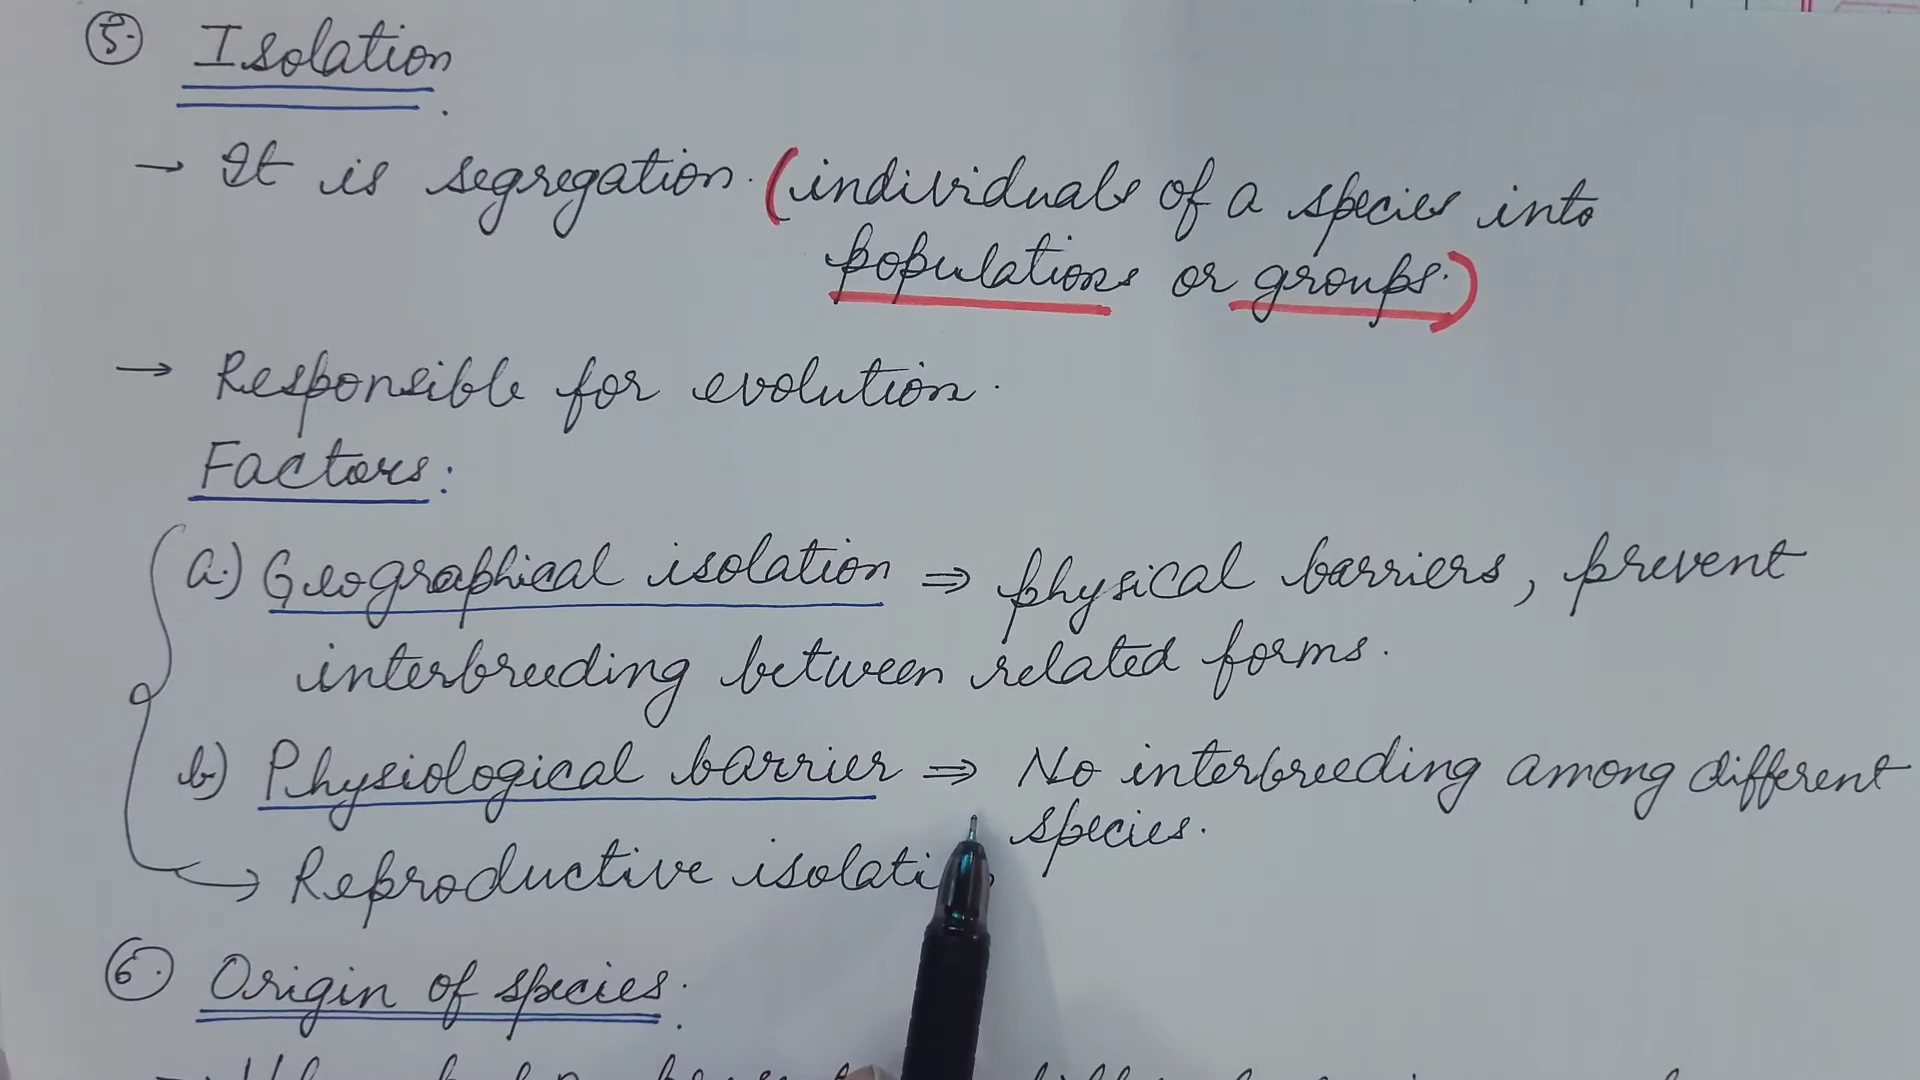 5. Isolation
→ It is segregation. (individuals of a species into
populations or groups.)
→ Responsible for evolution.
Factors:
a.) Geographical isolation ⇒ physical barriers, prevent
interbreeding between related forms.
b) Physiological barrier ⇒ No interbreeding among different
species.
→ Reproductive
6. Origin of species.